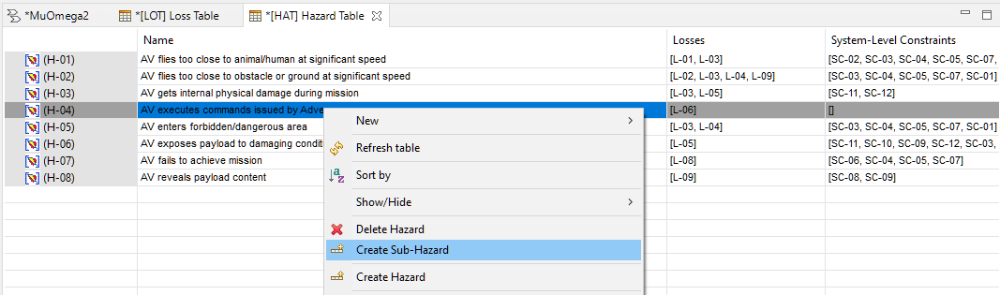 *MuOmega2 *[LOT] Loss Table *[HAT] Hazard Table
Name Losses System-Level Constraints
(H-01) AV flies too close to animal/human at significant speed [L-01, L-03] [SC-02, SC-03, SC-04, SC-05, SC-07,
(H-02) AV flies too close to obstacle or ground at significant speed [L-02, L-03, L-04, L-09] [SC-03, SC-04, SC-05, SC-07, SC-01]
(H-03) AV gets internal physical damage during mission [L-03, L-05] [SC-11, SC-12]
(H-04) AV executes commands issued by Adve [L-06] []
(H-05) AV enters forbidden/dangerous area [L-03, L-04] [SC-03, SC-04, SC-05, SC-07, SC-01]
(H-06) AV exposes payload to damaging condit [L-05] [SC-11, SC-10, SC-09, SC-12, SC-03,
(H-07) AV fails to achieve mission [L-08] [SC-06, SC-04, SC-05, SC-07]
(H-08) AV reveals payload content [L-09] [SC-08, SC-09]
New
Refresh table
Sort by
Show/Hide
Delete Hazard
Create Sub-Hazard
Create Hazard